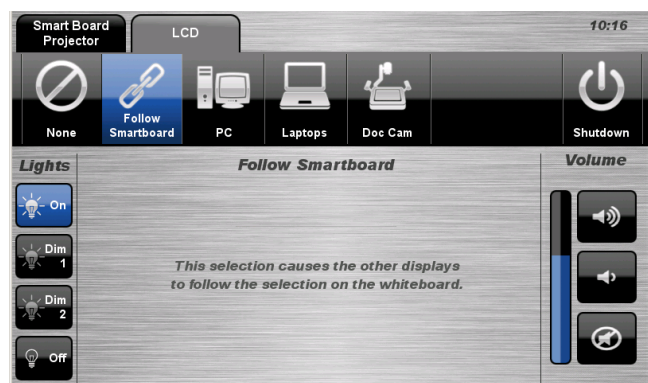 Smart Board
Projector
LCD
10:16
None
Follow
Smartboard
PC
Laptops
Doc Cam
Shutdown
Lights
Follow Smartboard
Volume
On
Dim
1
This selection causes the other displays
to follow the selection on the whiteboard.
Dim
2
Off